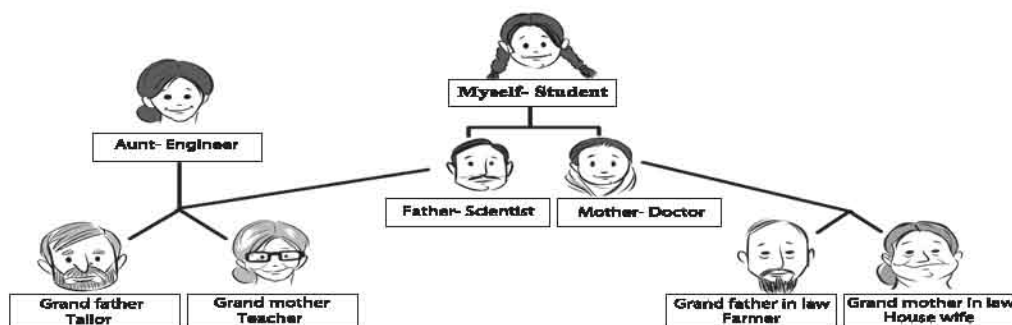 Myself- Student
Aunt- Engineer
Father- Scientist
Mother- Doctor
Grand father
Tailor
Grand mother
Teacher
Grand father in law
Farmer
Grand mother in law
House wife